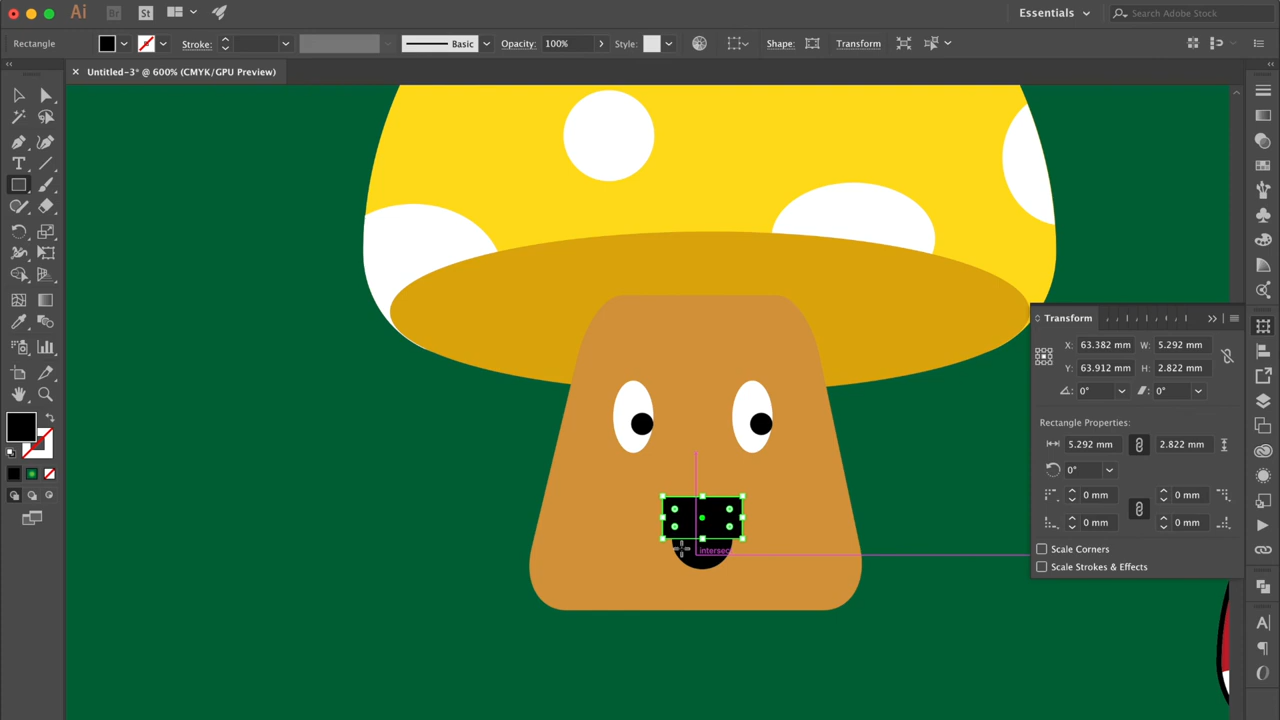 Ai
Br
St
Essentials
Search Adobe Stock
Rectangle
Stroke:
Basic
Opacity:
100%
Style:
Shape:
Transform
Untitled-3* @ 600% (CMYK/GPU Preview)
Transform
X: 63.382 mm W: 5.292 mm
Y: 63.912 mm H: 2.822 mm
0°
0°
Rectangle Properties:
5.292 mm
2.822 mm
0°
0 mm
0 mm
0 mm
0 mm
Scale Corners
Scale Strokes & Effects
intersec